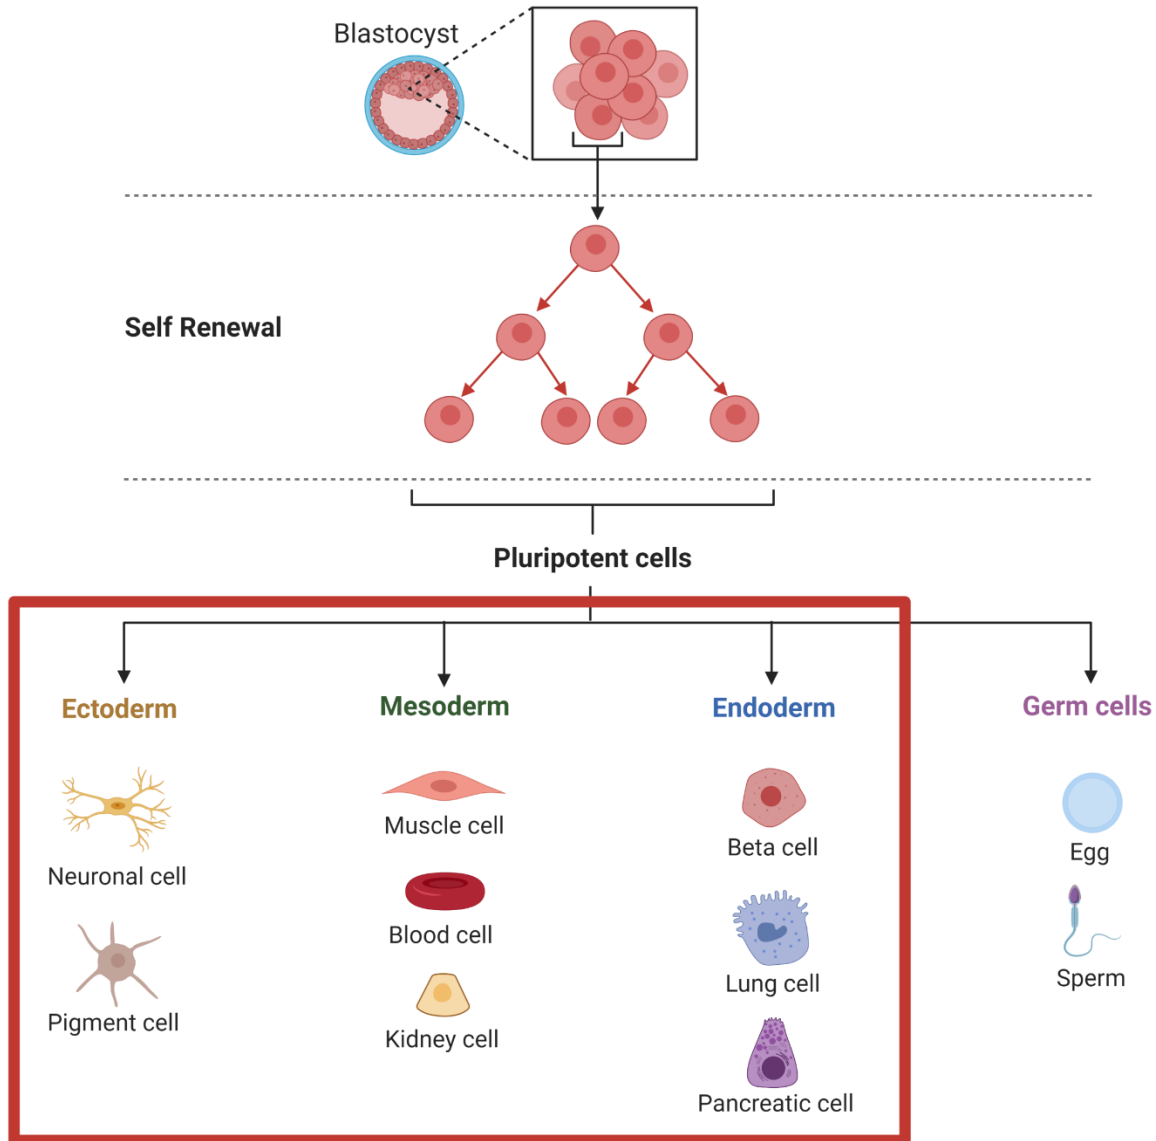 Blastocyst
Self Renewal
Pluripotent cells
Ectoderm
Mesoderm
Endoderm
Germ cells
Neuronal cell
Pigment cell
Muscle cell
Blood cell
Kidney cell
Beta cell
Lung cell
Pancreatic cell
Egg
Sperm